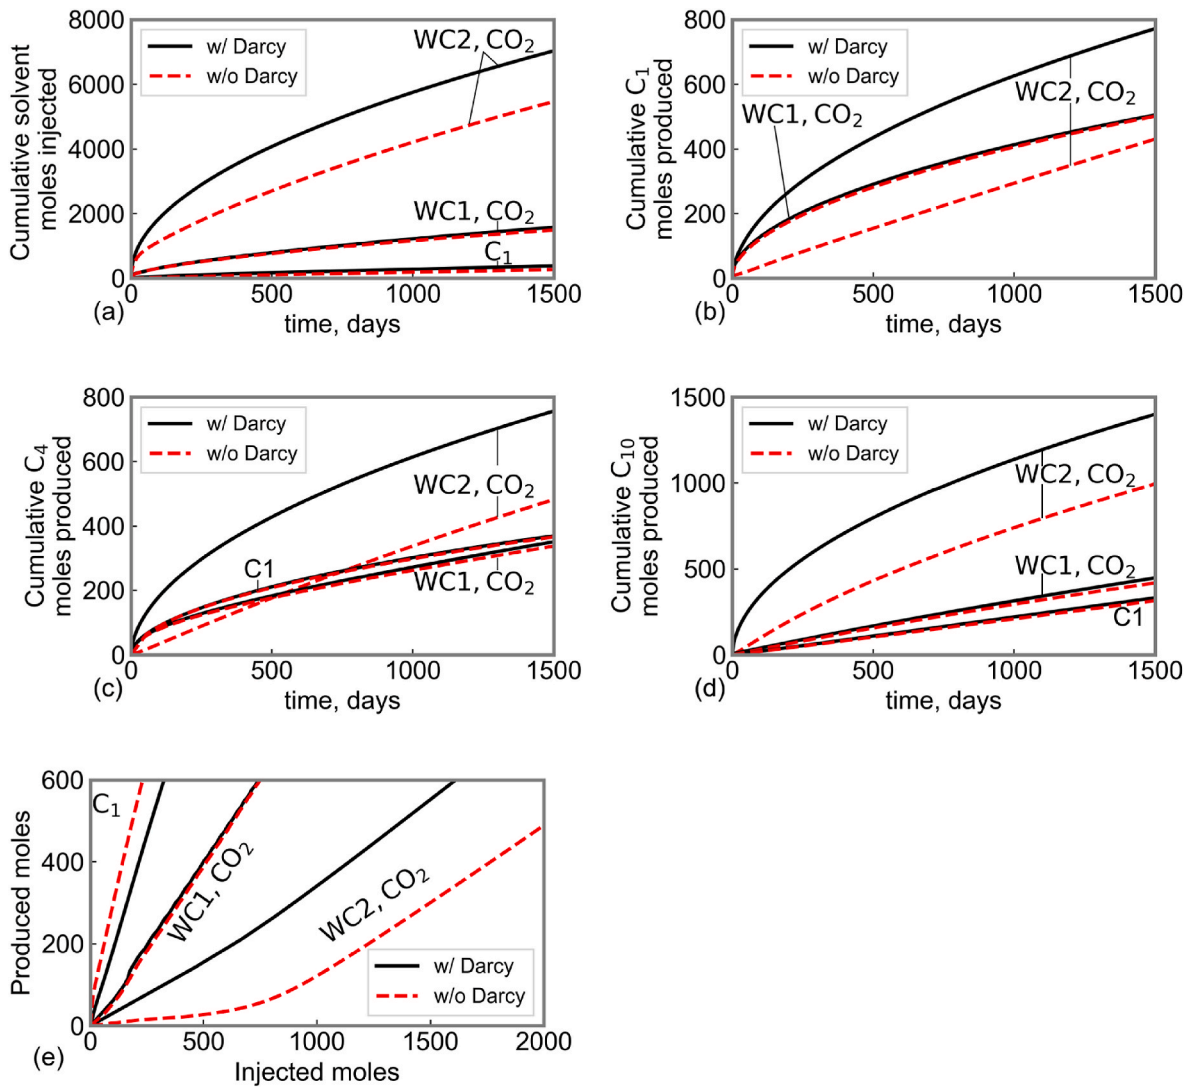 8000
6000
4000
2000
0
Cumulative solvent
moles injected
w/ Darcy
w/o Darcy
WC2, CO₂
WC1, CO₂
C₁
0 500 1000 1500
time, days
(a)
800
600
400
200
0
Cumulative C₁
moles produced
w/ Darcy
w/o Darcy
WC1, CO₂
WC2, CO₂
0 500 1000 1500
time, days
(b)
800
600
400
200
0
Cumulative C₄
moles produced
w/ Darcy
w/o Darcy
WC2, CO₂
C1
WC1, CO₂
0 500 1000 1500
time, days
(c)
1500
1000
500
0
Cumulative C₁₀
moles produced
w/ Darcy
w/o Darcy
WC2, CO₂
WC1, CO₂
C1
0 500 1000 1500
time, days
(d)
600
400
200
0
Produced moles
C₁
WC1, CO₂
WC2, CO₂
w/ Darcy
w/o Darcy
0 500 1000 1500 2000
Injected moles
(e)